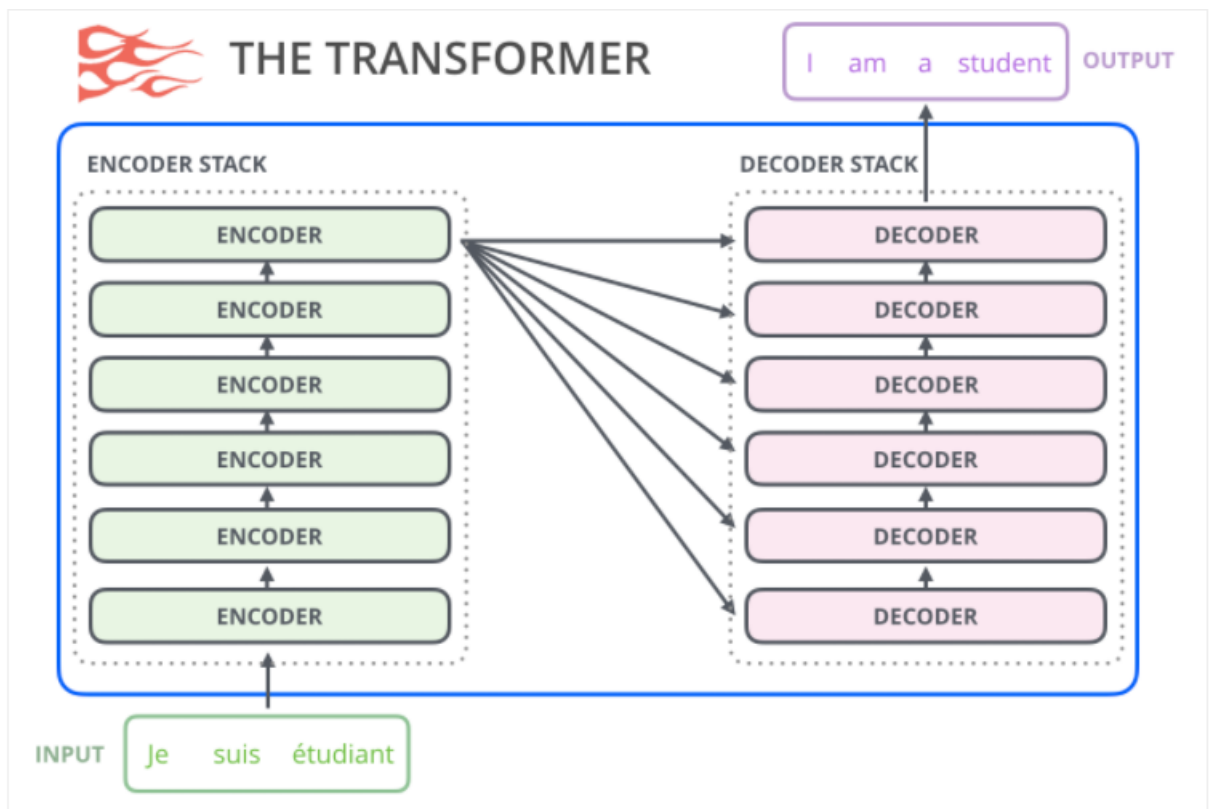 THE TRANSFORMER
I am a student
OUTPUT
ENCODER STACK
DECODER STACK
ENCODER
DECODER
ENCODER
DECODER
ENCODER
DECODER
ENCODER
DECODER
ENCODER
DECODER
ENCODER
DECODER
INPUT
Je suis étudiant